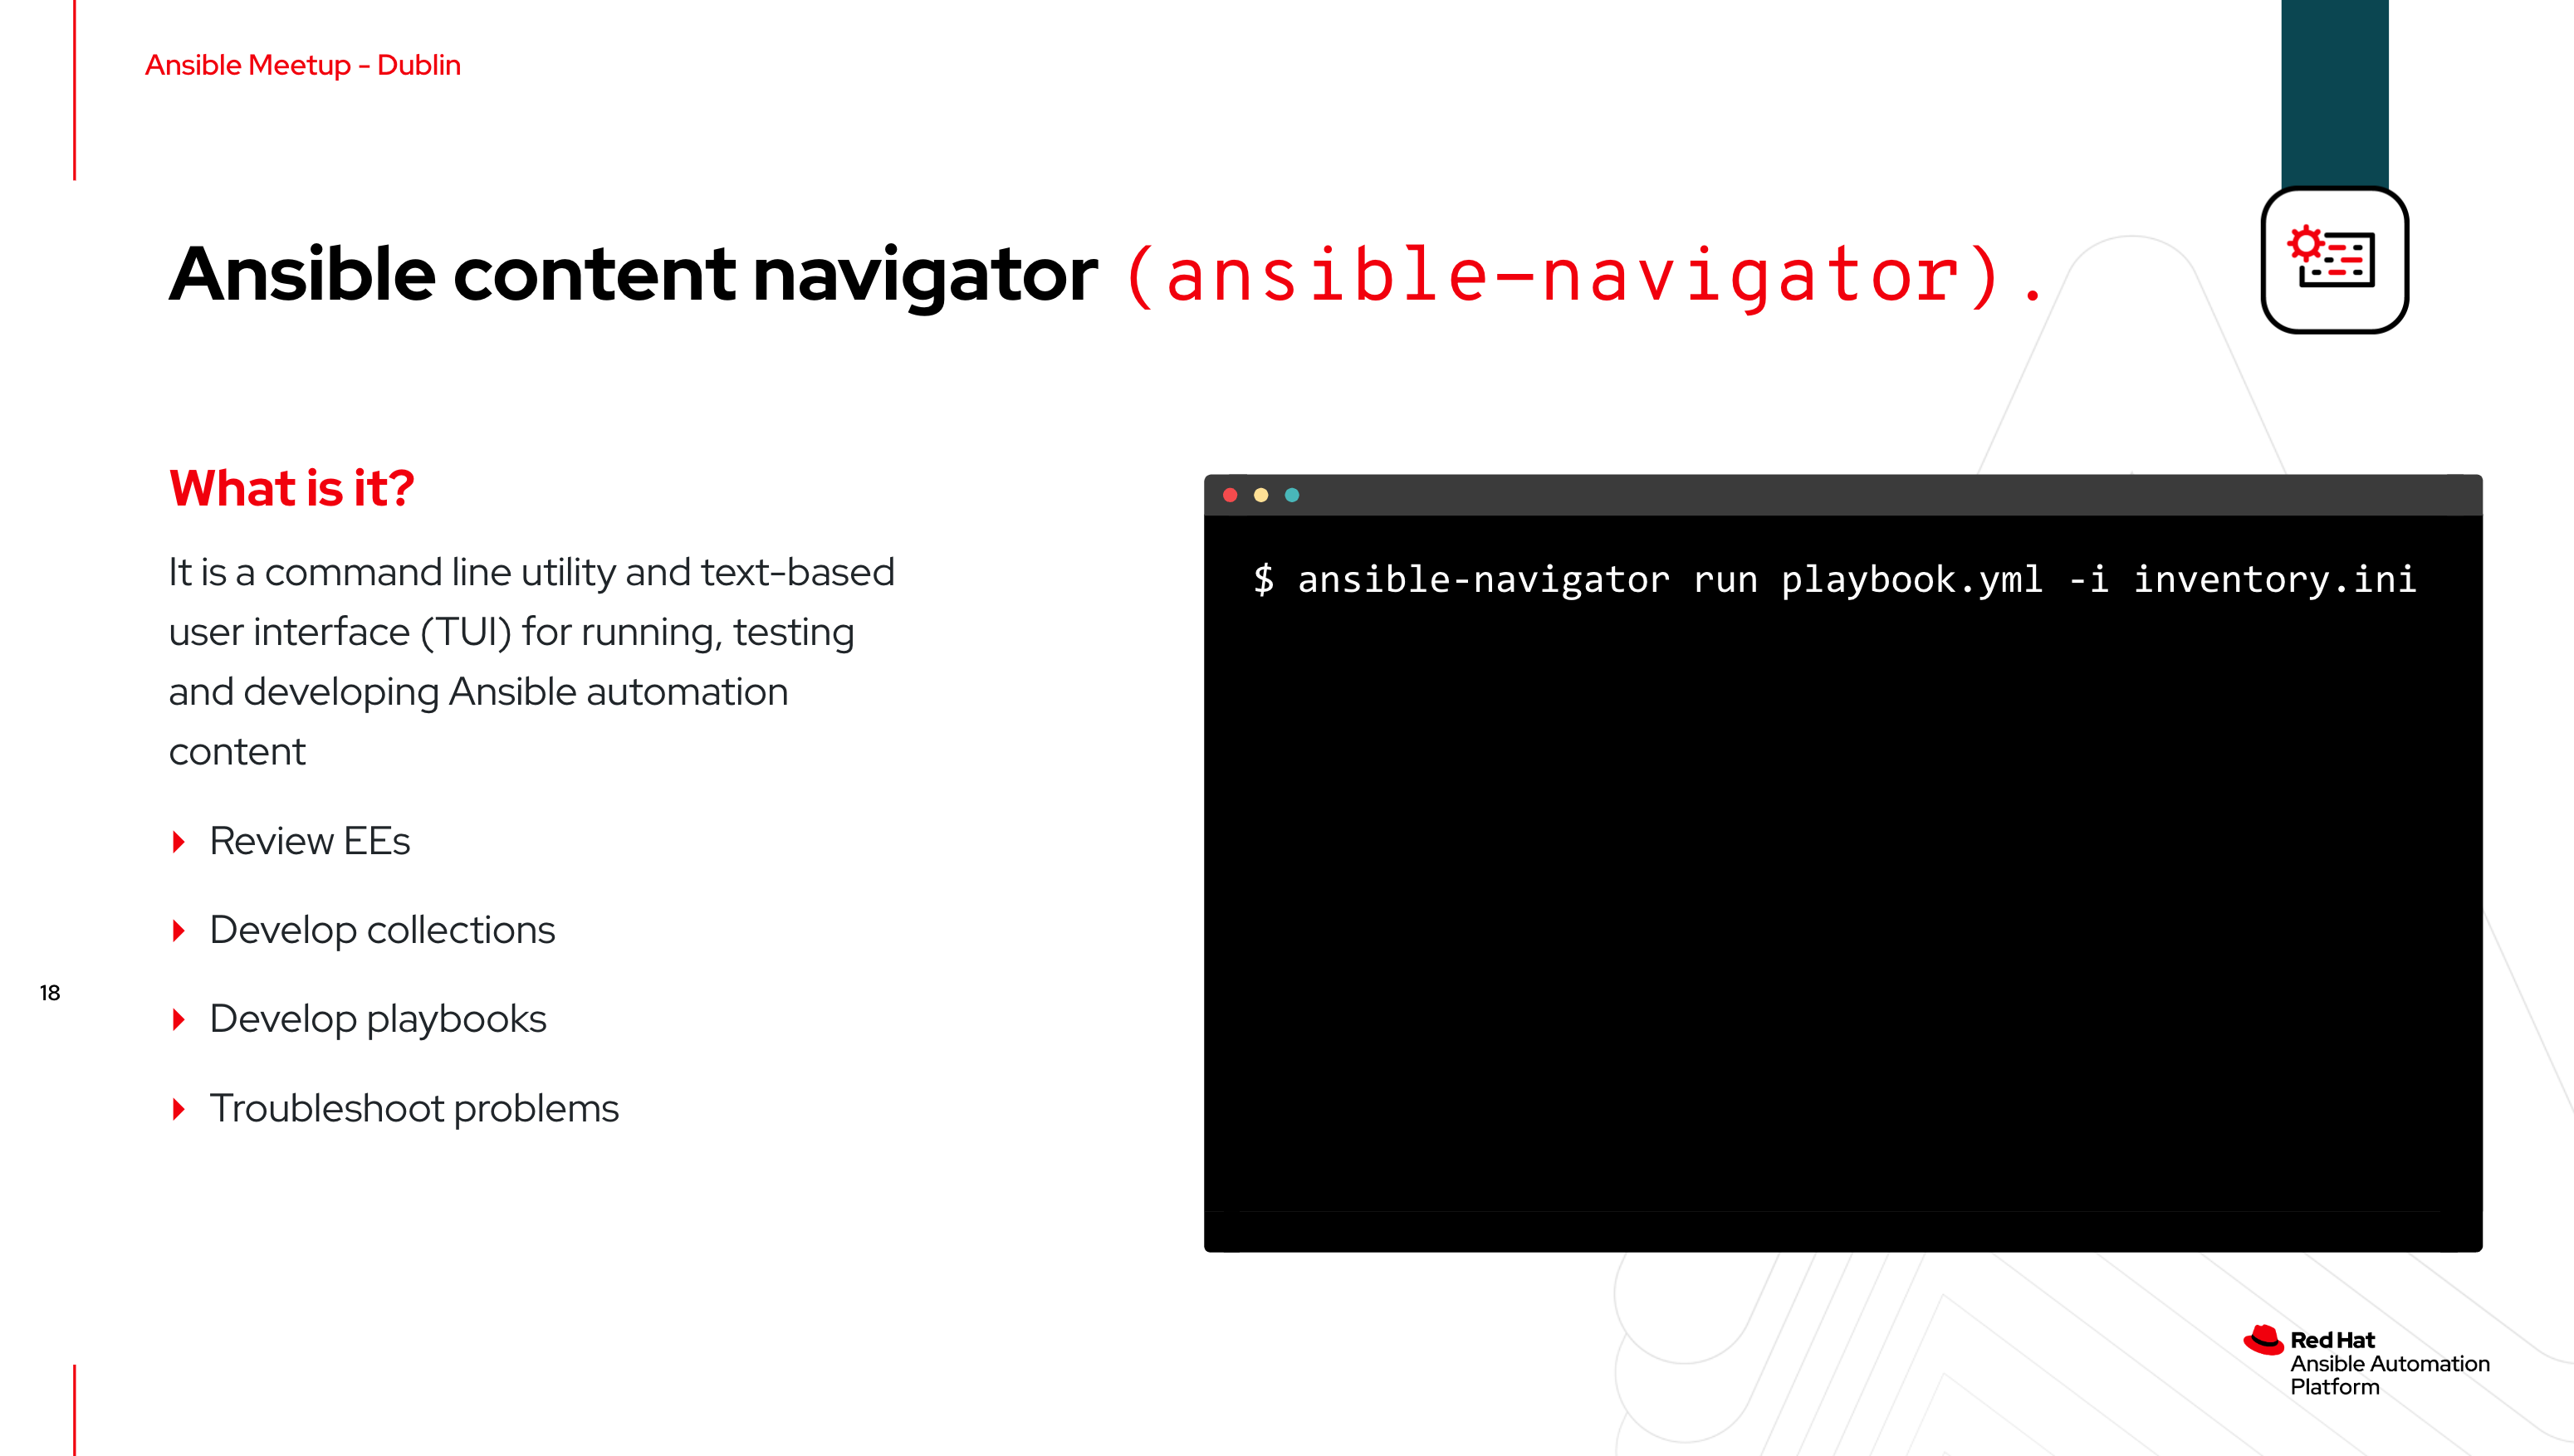 Ansible Meetup - Dublin
Ansible content navigator (ansible-navigator).
What is it?
It is a command line utility and text-based
user interface (TUI) for running, testing
and developing Ansible automation
content
Review EEs
Develop collections
Develop playbooks
Troubleshoot problems
$ ansible-navigator run playbook.yml -i inventory.ini
18
Red Hat
Ansible Automation
Platform